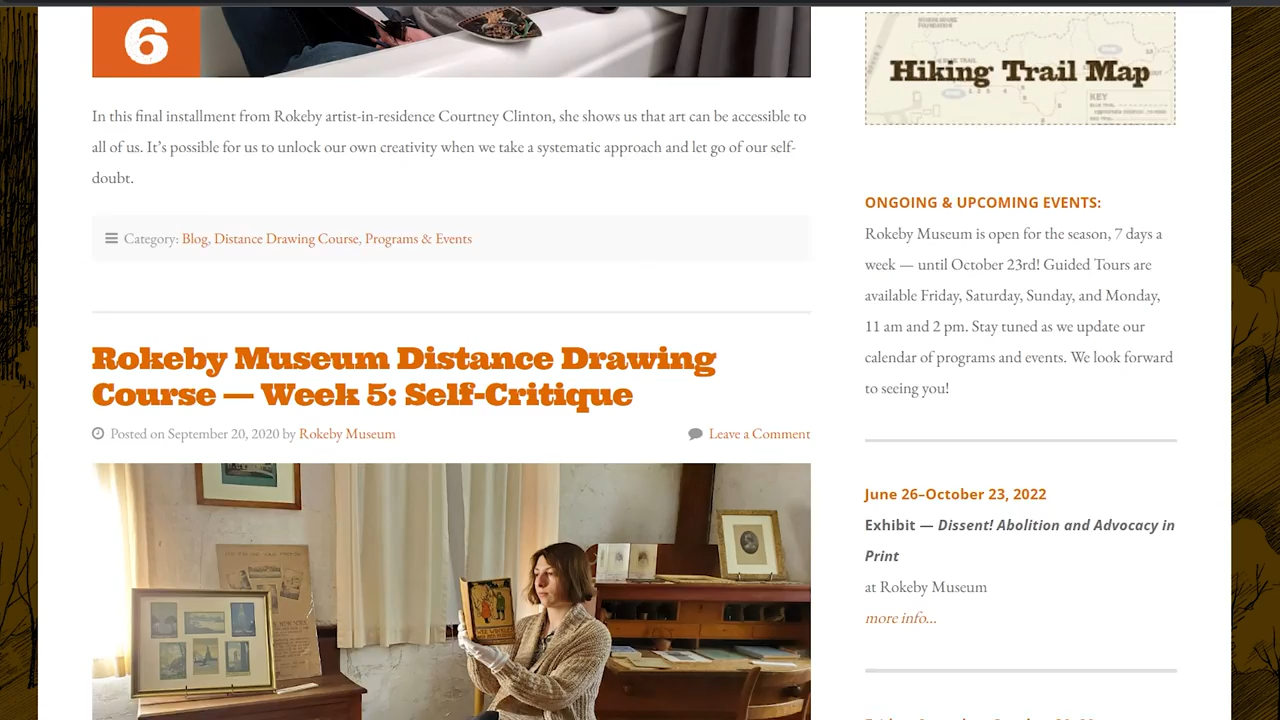 6
In this final installment from Rokeby artist-in-residence Courtney Clinton, she shows us that art can be accessible to
all of us. It’s possible for us to unlock our own creativity when we take a systematic approach and let go of our self-
doubt.
Category: Blog, Distance Drawing Course, Programs & Events
Rokeby Museum Distance Drawing
Course — Week 5: Self-Critique
Posted on September 20, 2020 by Rokeby Museum
Leave a Comment
Hiking Trail Map
KEY
ONGOING & UPCOMING EVENTS:
Rokeby Museum is open for the season, 7 days a
week — until October 23rd! Guided Tours are
available Friday, Saturday, Sunday, and Monday,
11 am and 2 pm. Stay tuned as we update our
calendar of programs and events. We look forward
to seeing you!
June 26–October 23, 2022
Exhibit — Dissent! Abolition and Advocacy in
Print
at Rokeby Museum
more info...